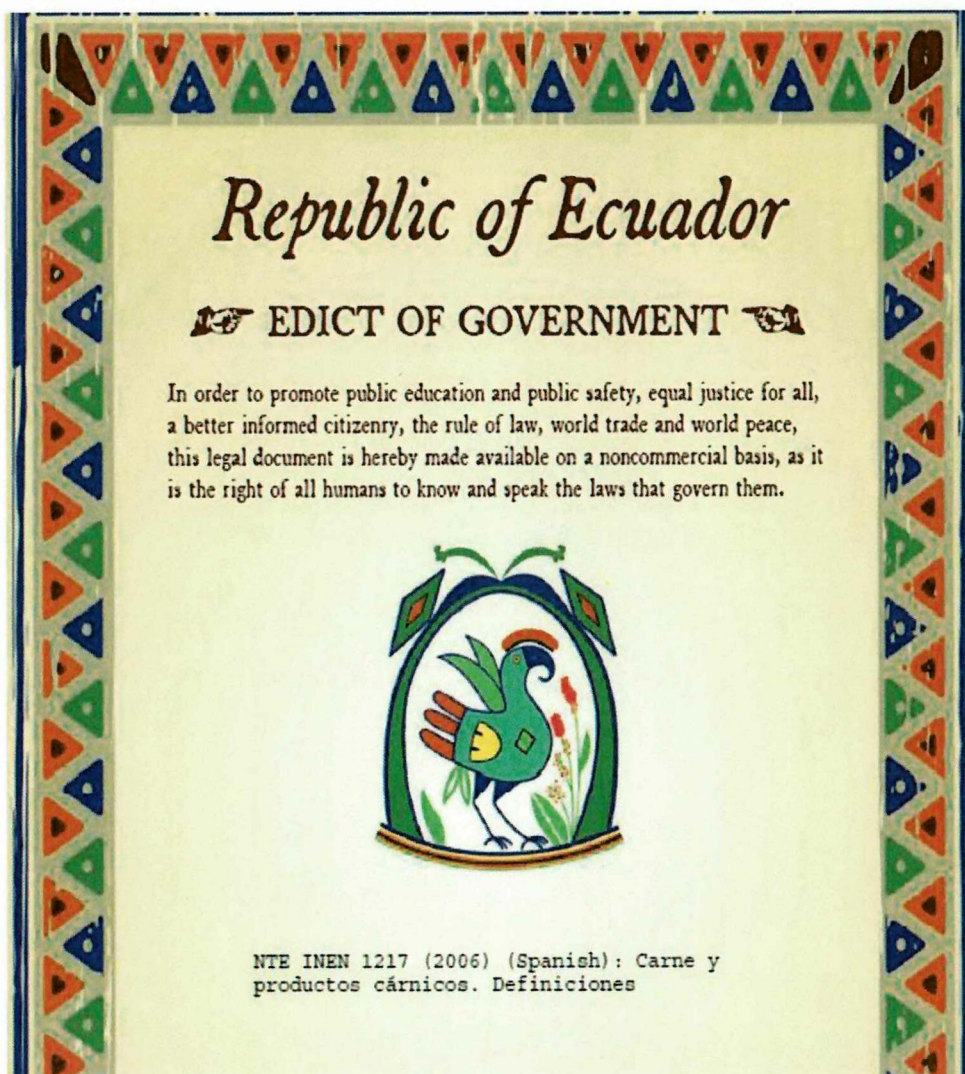 Republic of Ecuador
EDICT OF GOVERNMENT
In order to promote public education and public safety, equal justice for all,
a better informed citizenry, the rule of law, world trade and world peace,
this legal document is hereby made available on a noncommercial basis, as it
is the right of all humans to know and speak the laws that govern them.
NTE INEN 1217 (2006) (Spanish): Carne y
productos cárnicos. Definiciones